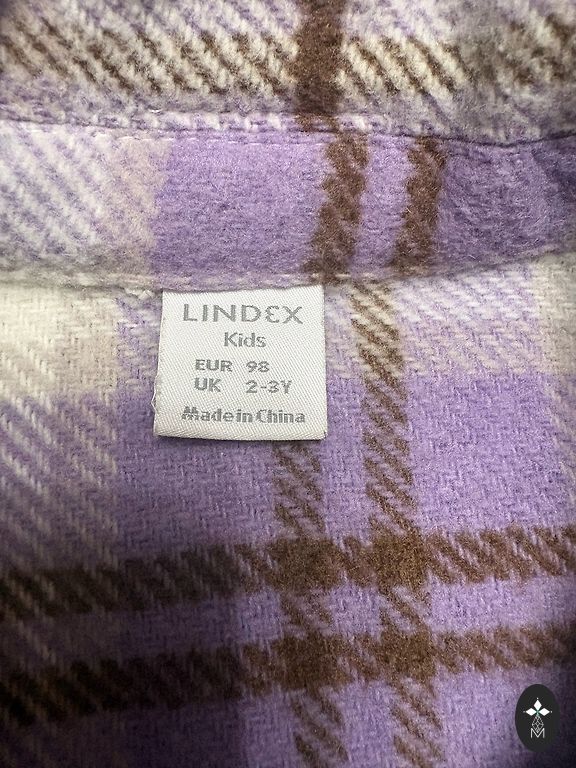 LINDEX
Kids
EUR 98
UK 2-3Y
Made in China
M